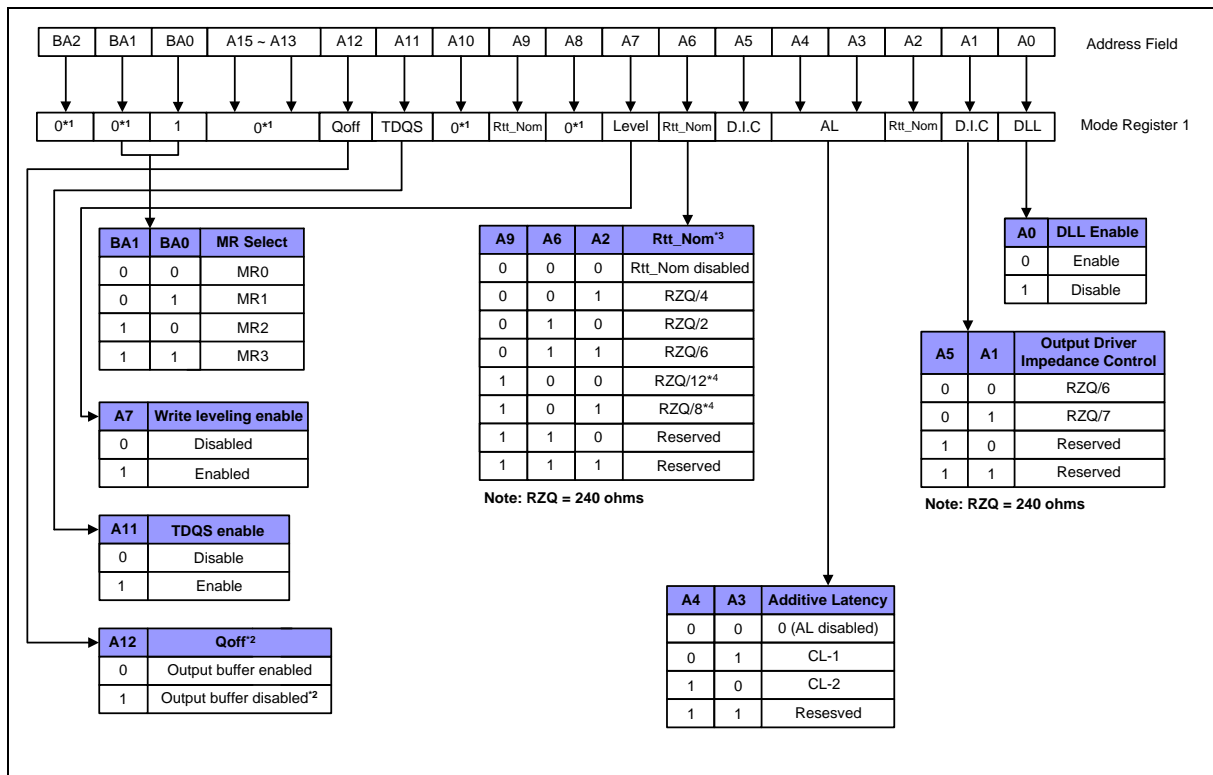 BA2 BA1 BA0 A15 ~ A13 A12 A11 A10 A9 A8 A7 A6 A5 A4 A3 A2 A1 A0 Address Field
0*1 0*1 1 0*1 Qoff TDQS 0*1 Rtt_Nom 0*1 Level Rtt_Nom D.I.C AL Rtt_Nom D.I.C DLL Mode Register 1
BA1 BA0 MR Select
0 0 MR0
0 1 MR1
1 0 MR2
1 1 MR3
A7 Write leveling enable
0 Disabled
1 Enabled
A11 TDQS enable
0 Disable
1 Enable
A12 Qoff*2
0 Output buffer enabled
1 Output buffer disabled*2
A9 A6 A2 Rtt_Nom*3
0 0 0 Rtt_Nom disabled
0 0 1 RZQ/4
0 1 0 RZQ/2
0 1 1 RZQ/6
1 0 0 RZQ/12*4
1 0 1 RZQ/8*4
1 1 0 Reserved
1 1 1 Reserved
Note: RZQ = 240 ohms
A4 A3 Additive Latency
0 0 0 (AL disabled)
0 1 CL-1
1 0 CL-2
1 1 Resesved
A0 DLL Enable
0 Enable
1 Disable
A5 A1 Output Driver
Impedance Control
0 0 RZQ/6
0 1 RZQ/7
1 0 Reserved
1 1 Reserved
Note: RZQ = 240 ohms